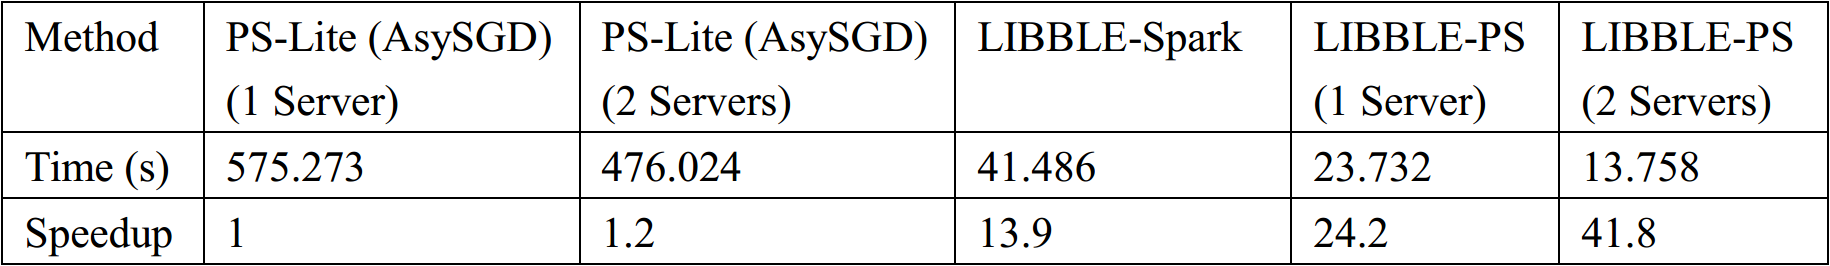 Method PS-Lite (AsySGD) PS-Lite (AsySGD) LIBBLE-Spark LIBBLE-PS LIBBLE-PS
(1 Server) (2 Servers) (1 Server) (2 Servers)
Time (s) 575.273 476.024 41.486 23.732 13.758
Speedup 1 1.2 13.9 24.2 41.8